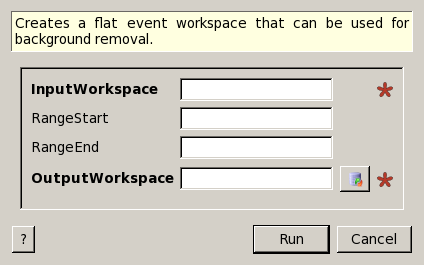 Creates a flat event workspace that can be used for
background removal.
InputWorkspace
RangeStart
RangeEnd
OutputWorkspace
?
Run
Cancel